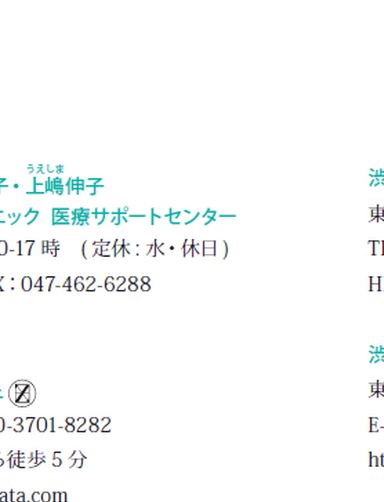 うえしま
子・上嶋伸子
ニック 医療サポートセンター
0-17 時 （定休：水・休日）
X：047-462-6288
Z
0-3701-8282
ら徒歩 5 分
ata.com
渋
東
TE
H
渋
東
E-
ht